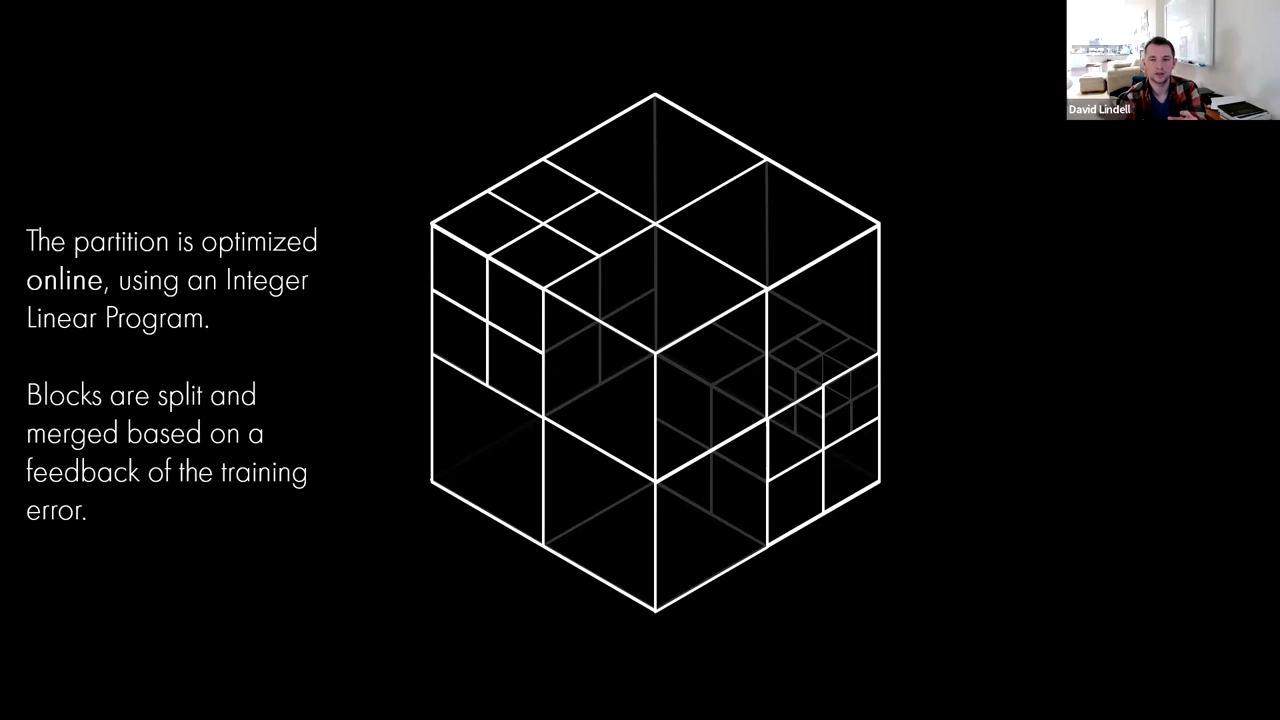 The partition is optimized
online, using an Integer
Linear Program.
Blocks are split and
merged based on a
feedback of the training
error.
David Lindell